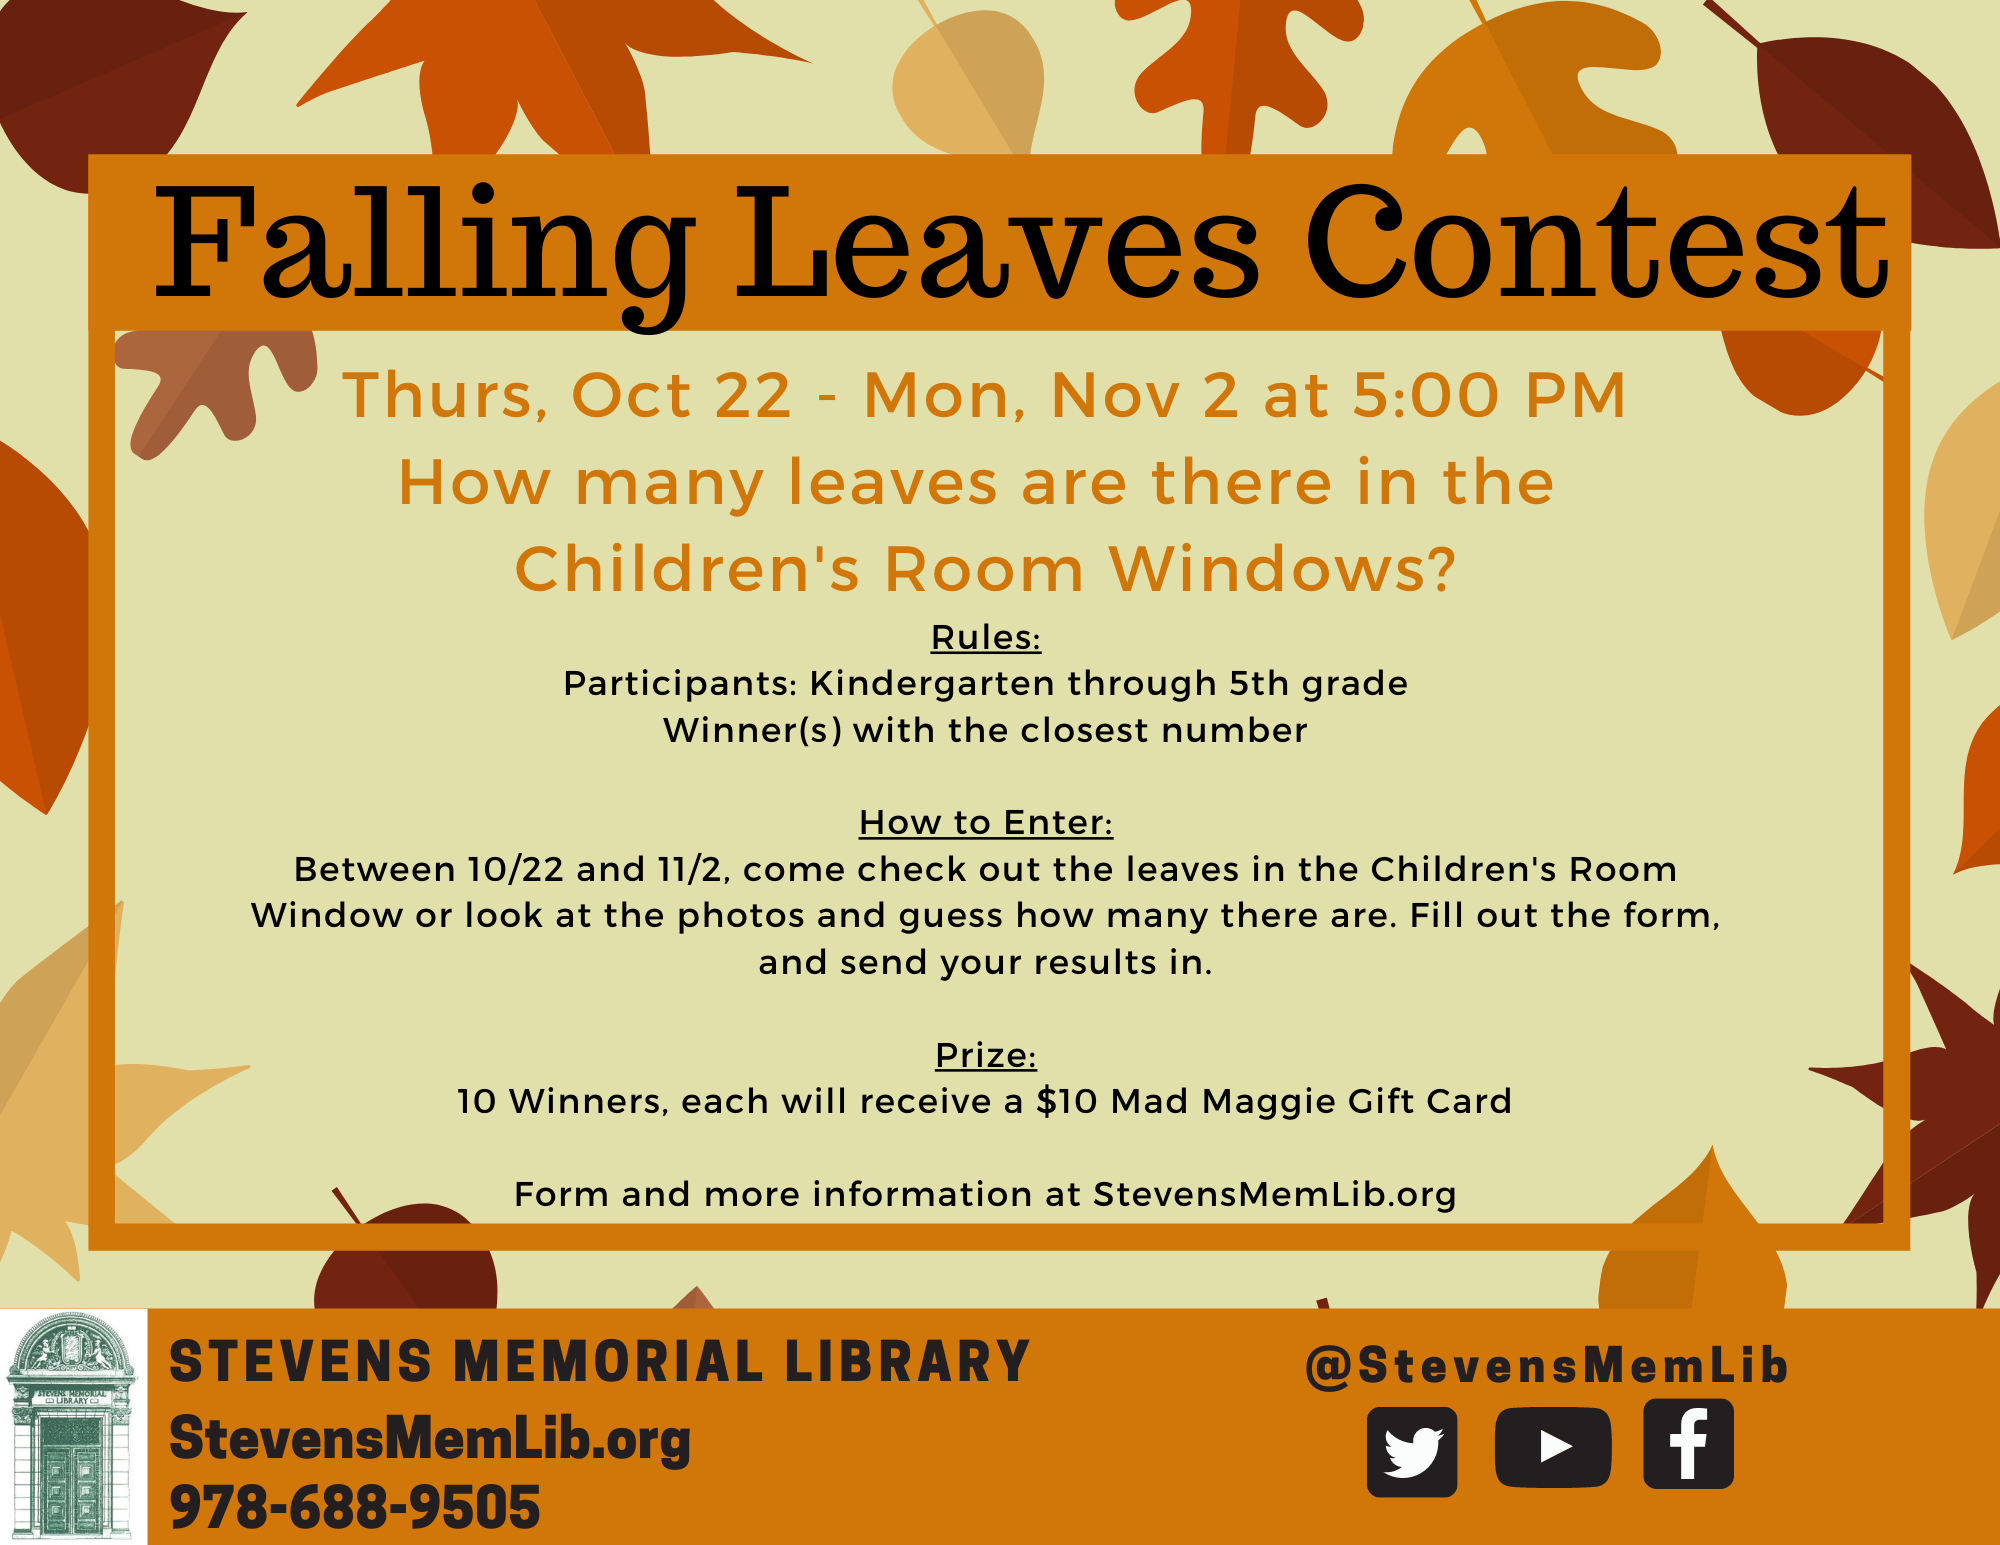 Falling Leaves Contest
Thurs, Oct 22 - Mon, Nov 2 at 5:00 PM
How many leaves are there in the
Children's Room Windows?
Rules:
Participants: Kindergarten through 5th grade
Winner(s) with the closest number
How to Enter:
Between 10/22 and 11/2, come check out the leaves in the Children's Room
Window or look at the photos and guess how many there are. Fill out the form,
and send your results in.
Prize:
10 Winners, each will receive a $10 Mad Maggie Gift Card
Form and more information at StevensMemLib.org
STEVENS MEMORIAL
LIBRARY
STEVENS MEMORIAL LIBRARY
StevensMemLib.org
978-688-9505
@StevensMemLib